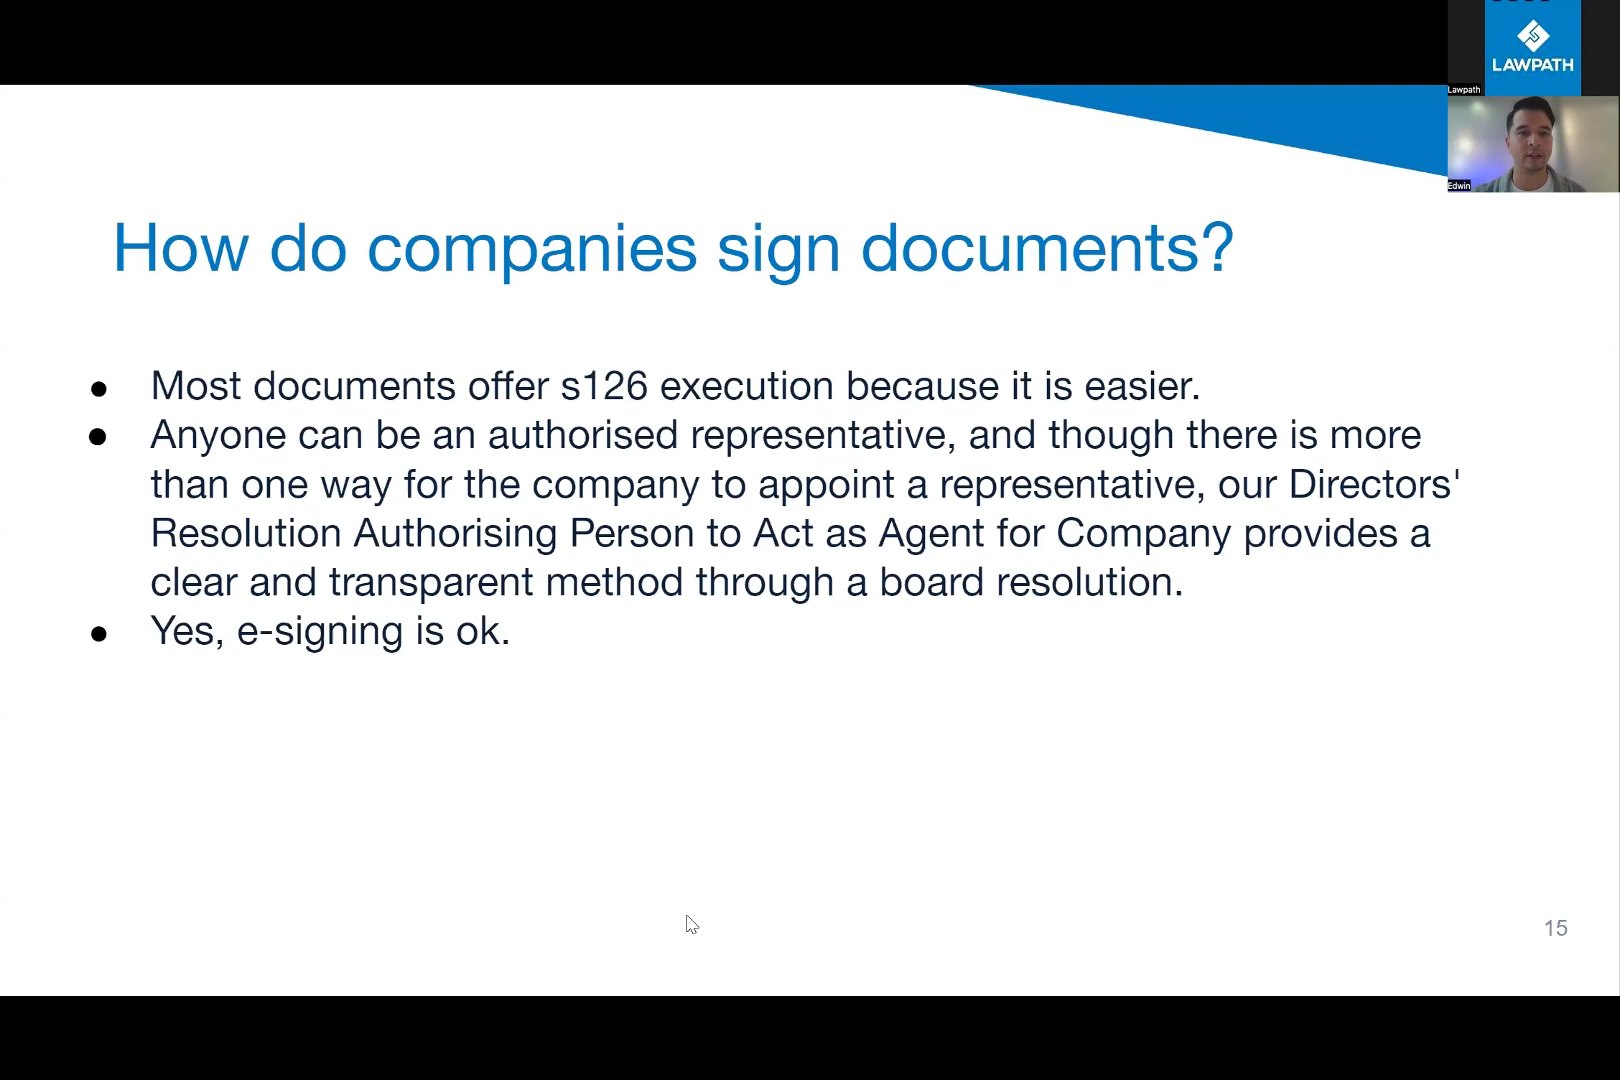 LAWPATH
Lawpath
Edwin
How do companies sign documents?
● Most documents offer s126 execution because it is easier.
● Anyone can be an authorised representative, and though there is more
than one way for the company to appoint a representative, our Directors'
Resolution Authorising Person to Act as Agent for Company provides a
clear and transparent method through a board resolution.
● Yes, e-signing is ok.
15